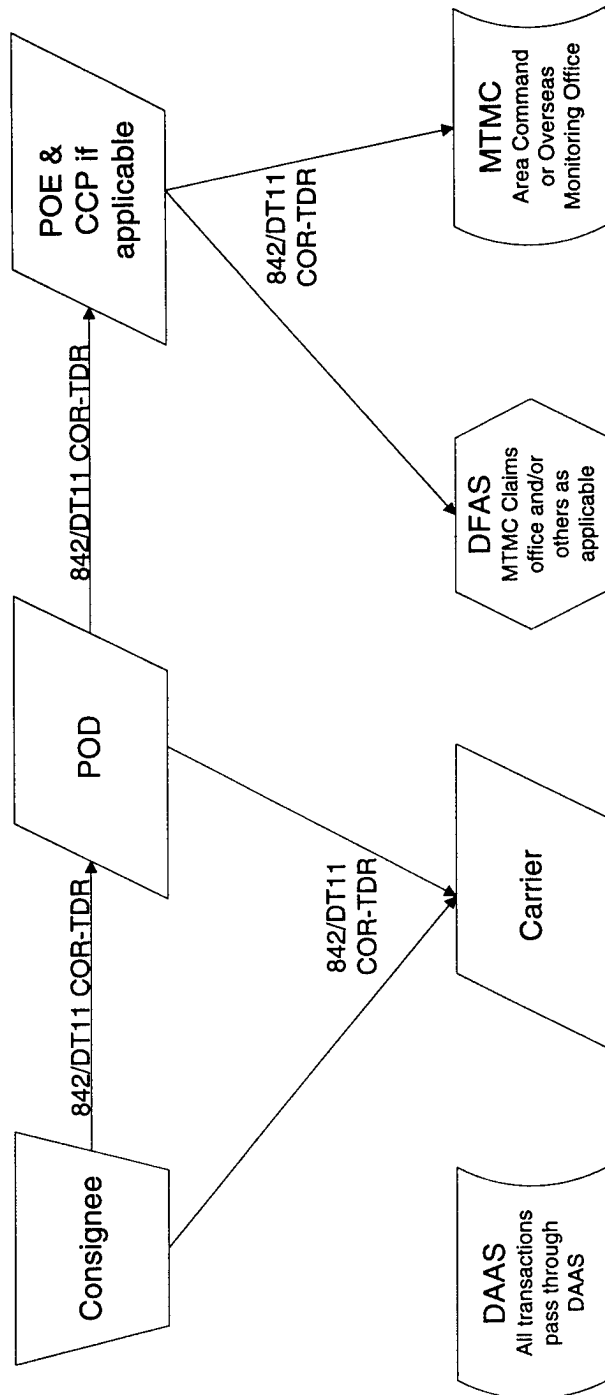 Consignee
842/DT11 COR-TDR
POD
842/DT11 COR-TDR
POE &
CCP if
applicable
842/DT11
COR-TDR
842/DT11
COR-TDR
DAAS
All transactions
pass through
DAAS
Carrier
DFAS
MTMC Claims
office and/or
others as
applicable
MTMC
Area Command
or Overseas
Monitoring Office